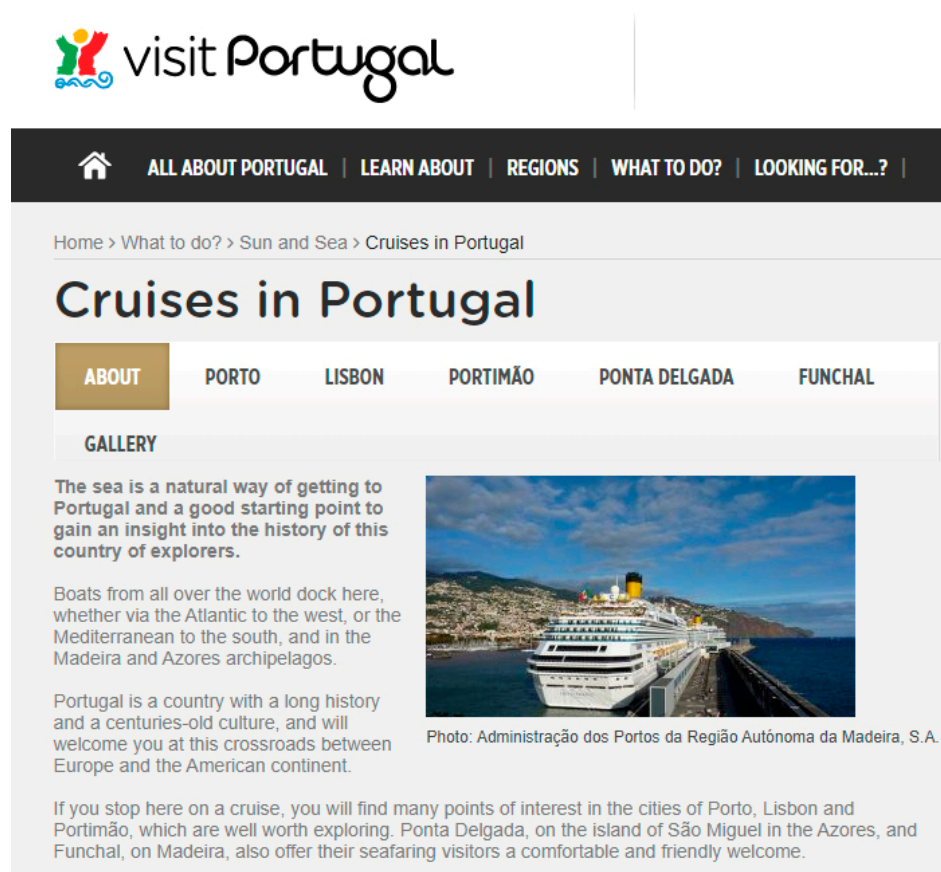 visit Portugal
ALL ABOUT PORTUGAL | LEARN ABOUT | REGIONS | WHAT TO DO? | LOOKING FOR...? |
Home > What to do? > Sun and Sea > Cruises in Portugal
Cruises in Portugal
ABOUT PORTO LISBON PORTIMÃO PONTA DELGADA FUNCHAL
GALLERY
The sea is a natural way of getting to
Portugal and a good starting point to
gain an insight into the history of this
country of explorers.
Boats from all over the world dock here,
whether via the Atlantic to the west, or the
Mediterranean to the south, and in the
Madeira and Azores archipelagos.
Portugal is a country with a long history
and a centuries-old culture, and will
welcome you at this crossroads between
Europe and the American continent.
Photo: Administração dos Portos da Região Autónoma da Madeira, S.A.
If you stop here on a cruise, you will find many points of interest in the cities of Porto, Lisbon and
Portimão, which are well worth exploring. Ponta Delgada, on the island of São Miguel in the Azores, and
Funchal, on Madeira, also offer their seafaring visitors a comfortable and friendly welcome.